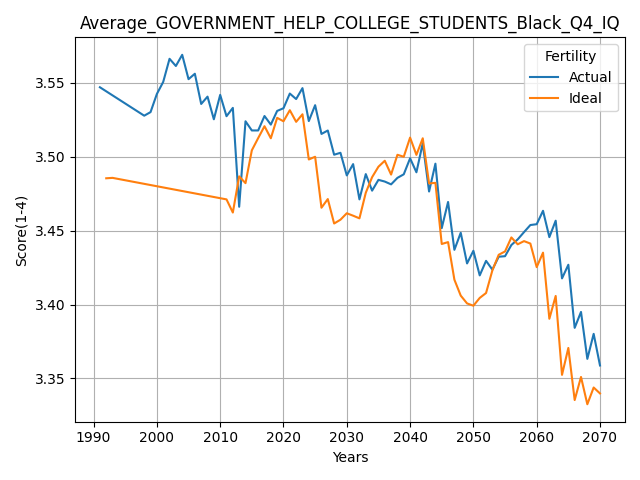 Average_GOVERNMENT_HELP_COLLEGE_STUDENTS_Black_Q4_IQ
Fertility
Actual
Ideal
3.55
3.50
3.45
3.40
3.35
Score(1-4)
1990 2000 2010 2020 2030 2040 2050 2060 2070
Years